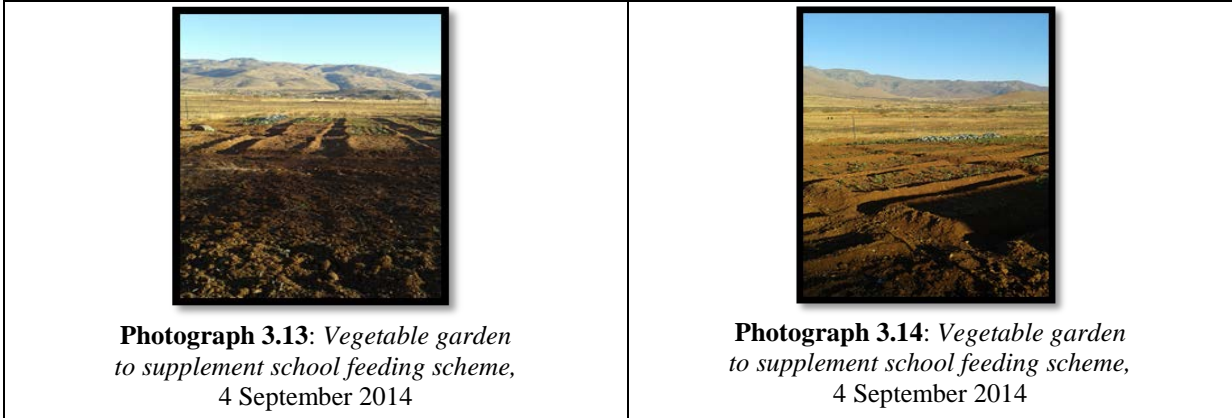 Photograph 3.13: Vegetable garden
to supplement school feeding scheme,
4 September 2014
Photograph 3.14: Vegetable garden
to supplement school feeding scheme,
4 September 2014